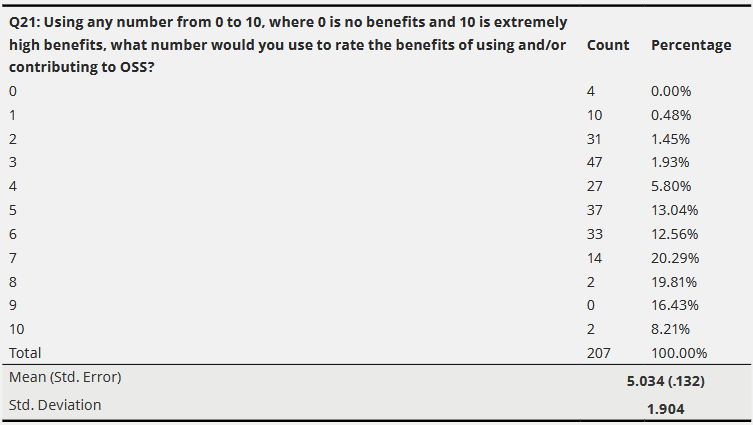 Q21: Using any number from 0 to 10, where 0 is no benefits and 10 is extremely
high benefits, what number would you use to rate the benefits of using and/or Count Percentage
contributing to OSS?
0 4 0.00%
1 10 0.48%
2 31 1.45%
3 47 1.93%
4 27 5.80%
5 37 13.04%
6 33 12.56%
7 14 20.29%
8 2 19.81%
9 0 16.43%
10 2 8.21%
Total 207 100.00%
Mean (Std. Error) 5.034 (.132)
Std. Deviation 1.904